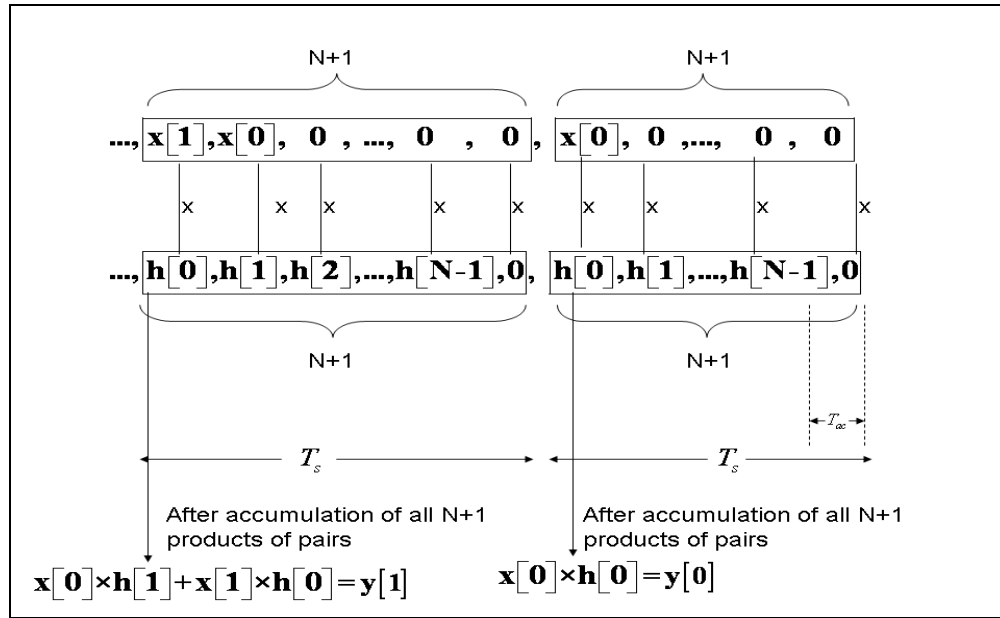 N+1 N+1
..., x[1],x[0], 0 , ..., 0 , 0 , x[0], 0 ,..., 0 , 0
x x x x x x x x x
..., h[0],h[1],h[2],...,h[N-1],0, h[0],h[1],...,h[N-1],0
N+1 N+1
T_ac
T_s T_s
After accumulation of all N+1
products of pairs
x[0]×h[1]+x[1]×h[0]=y[1]
After accumulation of all N+1
products of pairs
x[0]×h[0]=y[0]